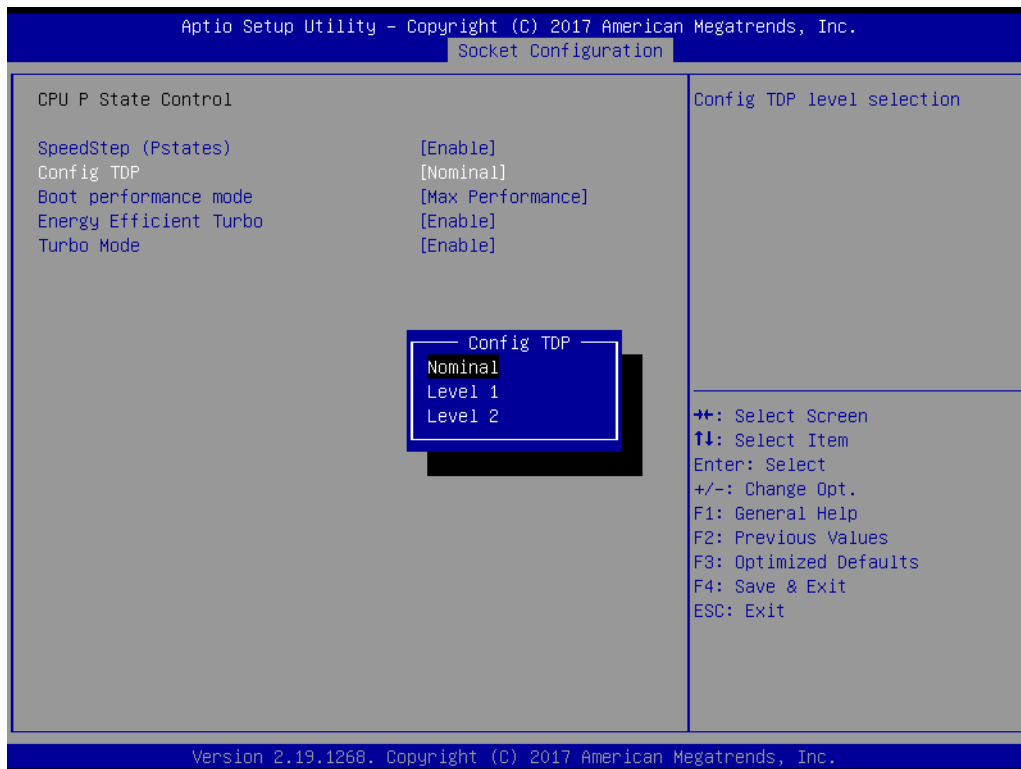 Aptio Setup Utility – Copyright (C) 2017 American Megatrends, Inc.
Socket Configuration
CPU P State Control
SpeedStep (Pstates) [Enable]
Config TDP [Nominal]
Boot performance mode [Max Performance]
Energy Efficient Turbo [Enable]
Turbo Mode [Enable]
Config TDP
Nominal
Level 1
Level 2
Config TDP level selection
→←: Select Screen
↑↓: Select Item
Enter: Select
+/-: Change Opt.
F1: General Help
F2: Previous Values
F3: Optimized Defaults
F4: Save & Exit
ESC: Exit
Version 2.19.1268. Copyright (C) 2017 American Megatrends, Inc.